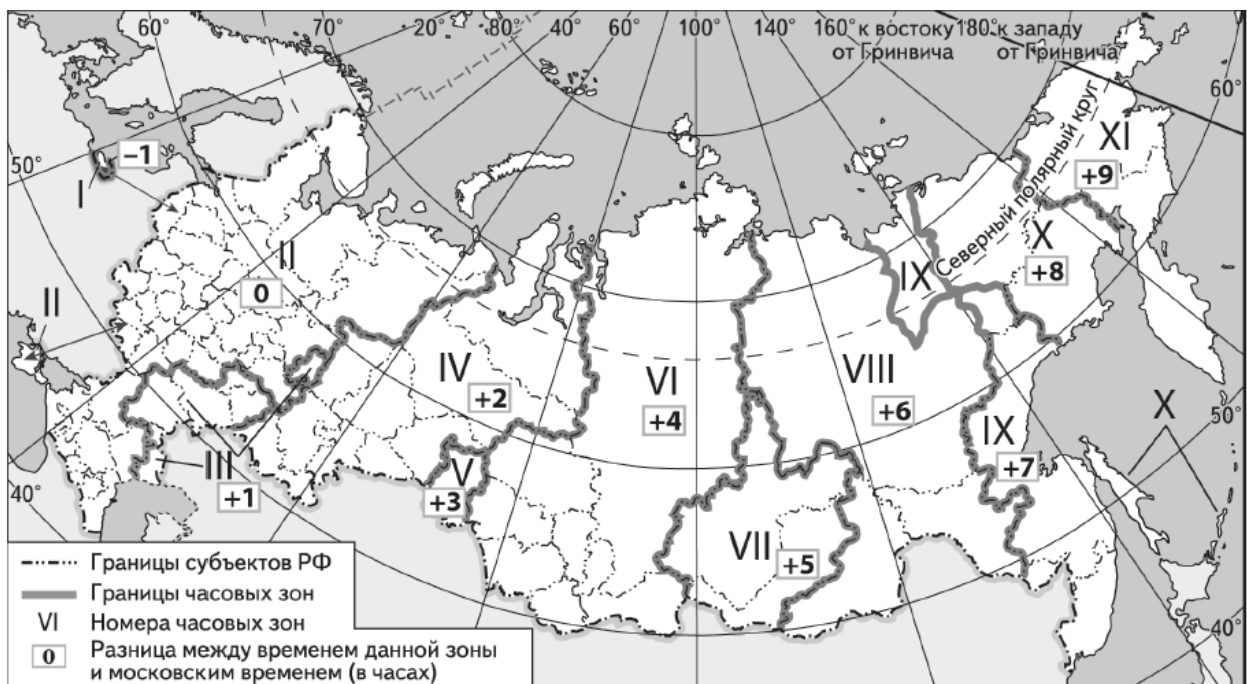 60° 70° 80° 60° 40° 100° 140° 160° к востоку 180° к западу
от Гринвича от Гринвича
60°
50°
–1
I
II
0
II
40°
III
+1
IV
+2
V
+3
VI
+4
VII
+5
VIII
+6
IX
IX
+7
Северный полярный круг
X
+8
XI
+9
X
50°
40°
Границы субъектов РФ
Границы часовых зон
VI Номера часовых зон
0 Разница между временем данной зоны
и московским временем (в часах)